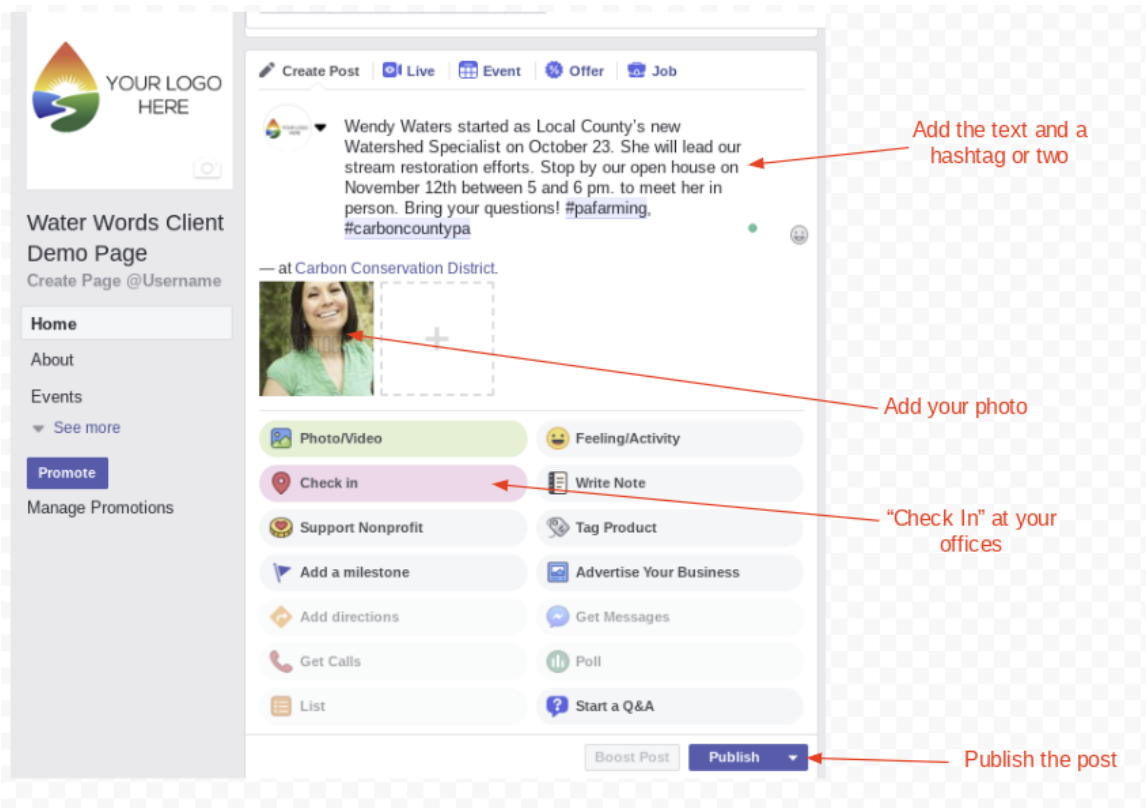 YOUR LOGO
HERE
Water Words Client
Demo Page
Create Page @Username
Home
About
Events
See more
Promote
Manage Promotions
Create Post
Live
Event
Offer
Job
Wendy Waters started as Local County's new
Watershed Specialist on October 23. She will lead our
stream restoration efforts. Stop by our open house on
November 12th between 5 and 6 pm. to meet her in
person. Bring your questions! #pafarming,
#carboncountypa
— at Carbon Conservation District.
Photo/Video
Feeling/Activity
Check in
Write Note
Support Nonprofit
Tag Product
Add a milestone
Advertise Your Business
Add directions
Get Messages
Get Calls
Poll
List
Start a Q&A
Boost Post
Publish
Add the text and a
hashtag or two
Add your photo
“Check In” at your
offices
Publish the post